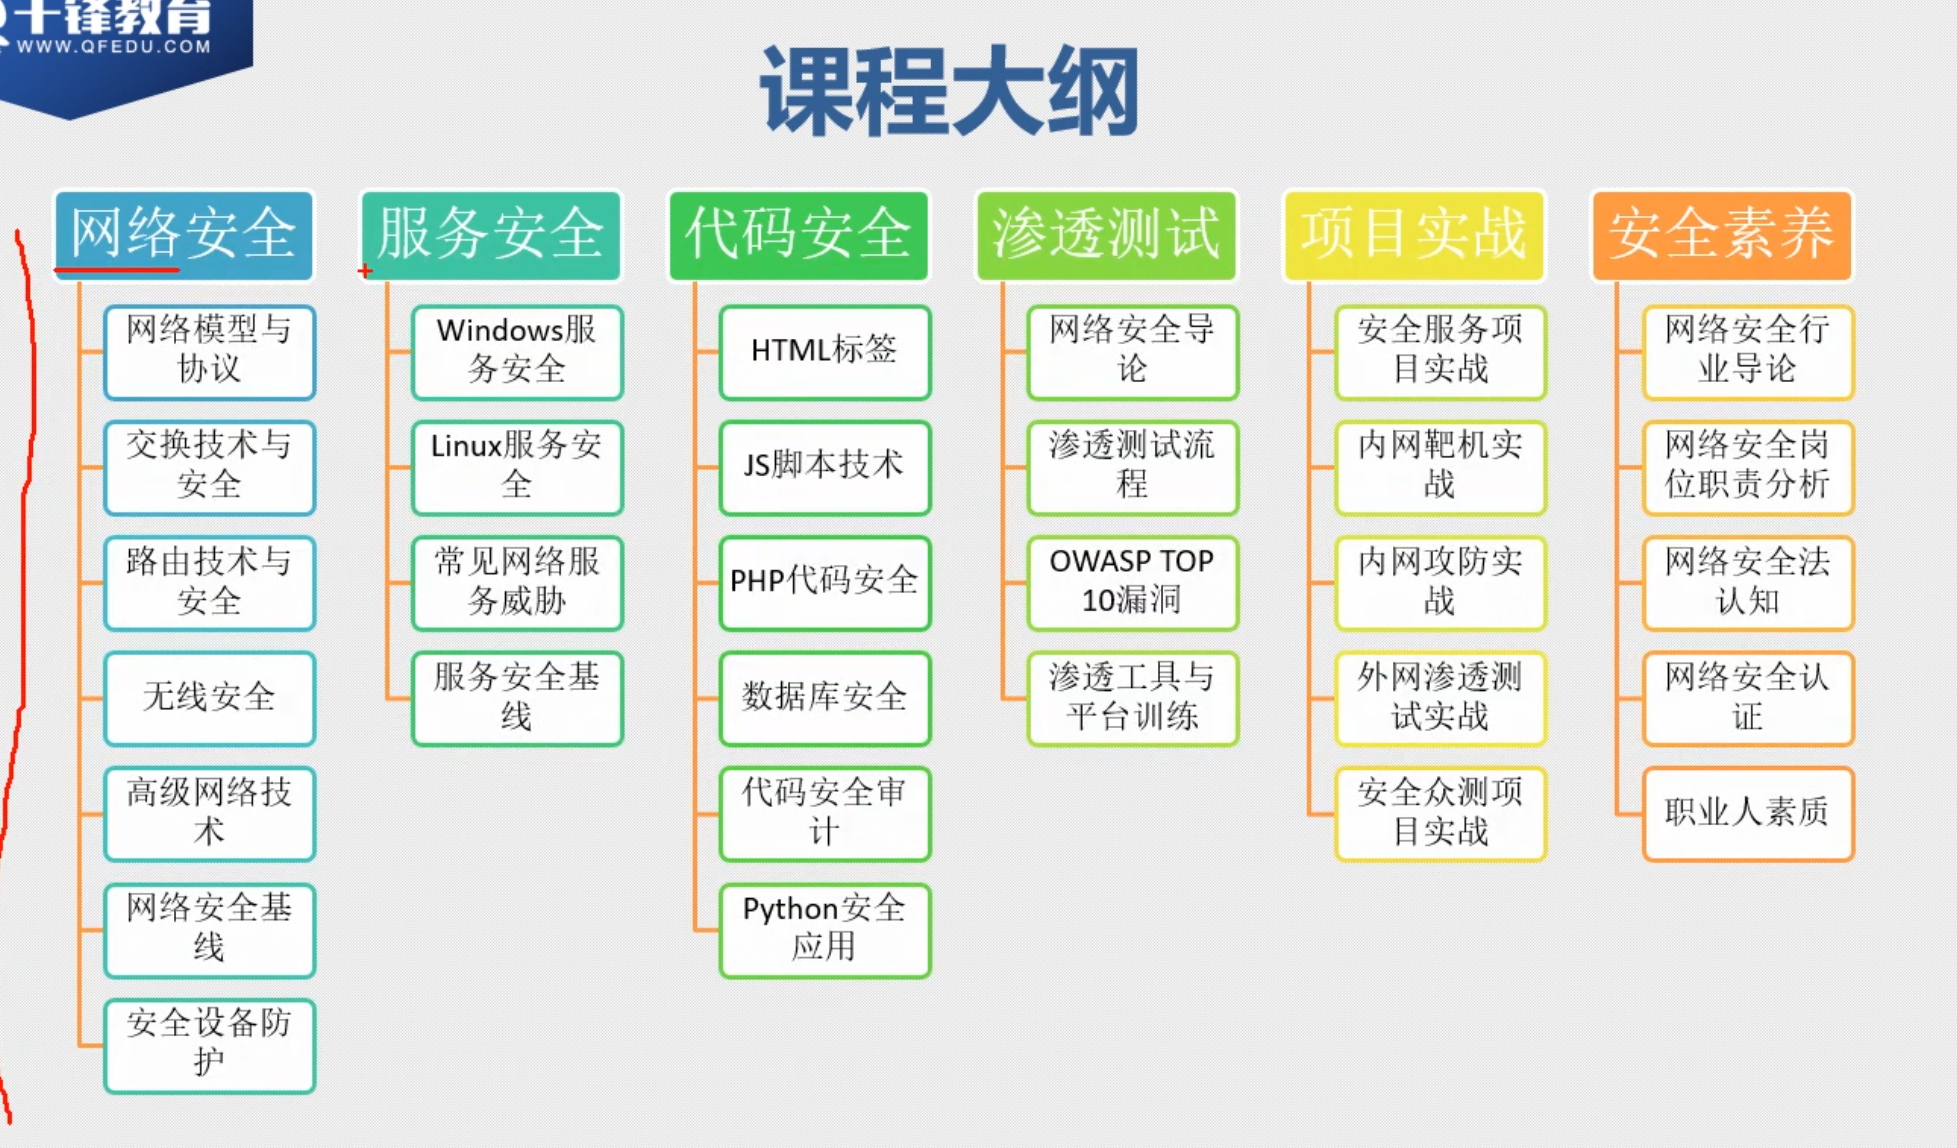 千锋教育
WWW.QFEDU.COM
课程大纲
网络安全
网络模型与
协议
交换技术与
安全
路由技术与
安全
无线安全
高级网络技
术
网络安全基
线
安全设备防
护
服务安全
Windows服
务安全
Linux服务安
全
常见网络服
务威胁
服务安全基
线
代码安全
HTML标签
JS脚本技术
PHP代码安全
数据库安全
代码安全审
计
Python安全
应用
渗透测试
网络安全导
论
渗透测试流
程
OWASP TOP
10漏洞
渗透工具与
平台训练
项目实战
安全服务项
目实战
内网靶机实
战
内网攻防实
战
外网渗透测
试实战
安全众测项
目实战
安全素养
网络安全行
业导论
网络安全岗
位职责分析
网络安全法
认知
网络安全认
证
职业人素质